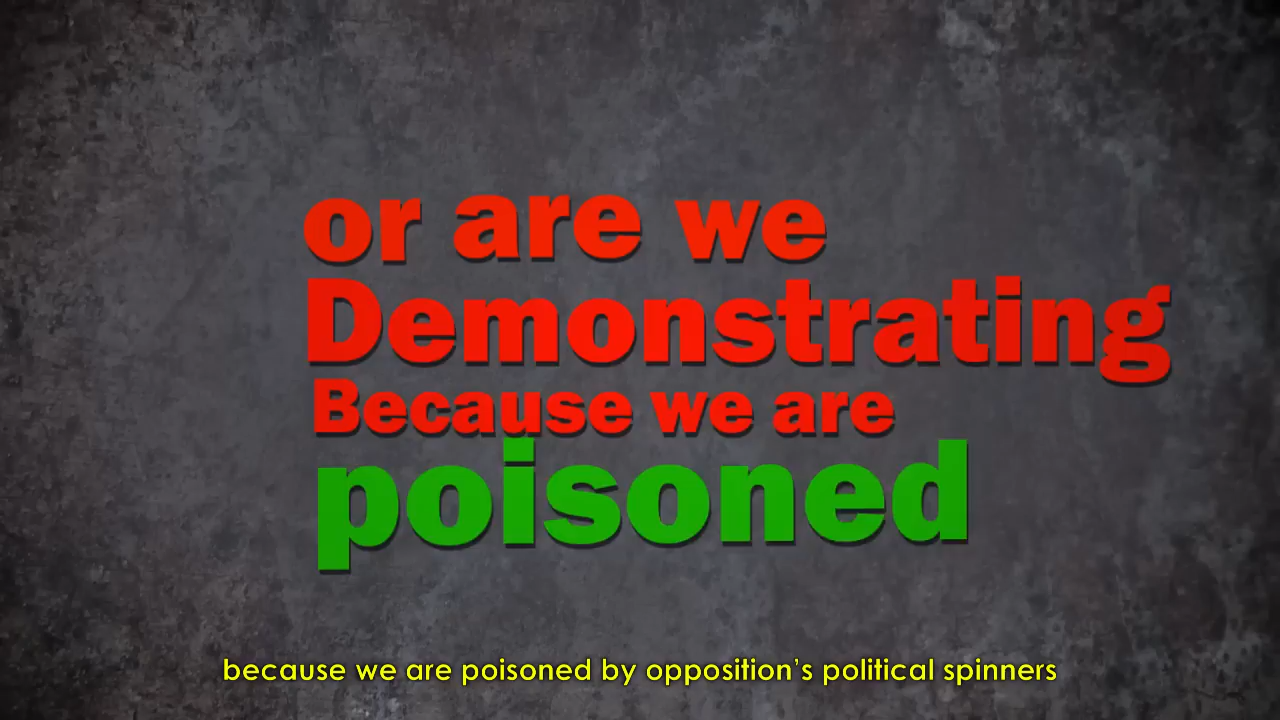 or are we
Demonstrating
Because we are
poisoned
because we are poisoned by opposition's political spinners